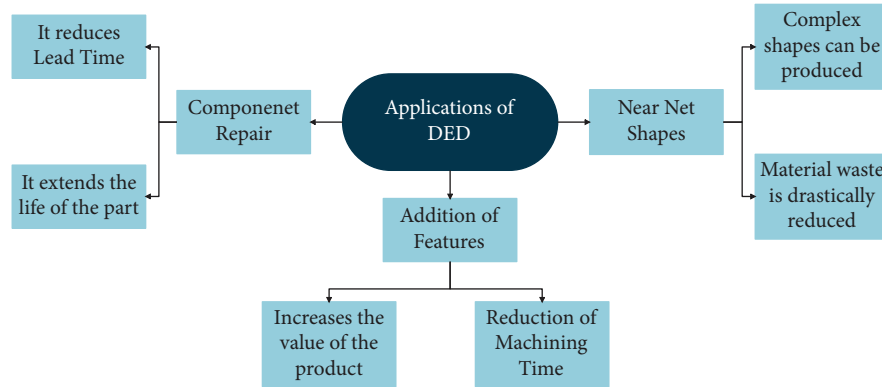 It reduces
Lead Time
Componenet
Repair
It extends the
life of the part
Applications of
DED
Near Net
Shapes
Complex
shapes can be
produced
Material waste
is drastically
reduced
Addition of
Features
Increases the
value of the
product
Reduction of
Machining
Time